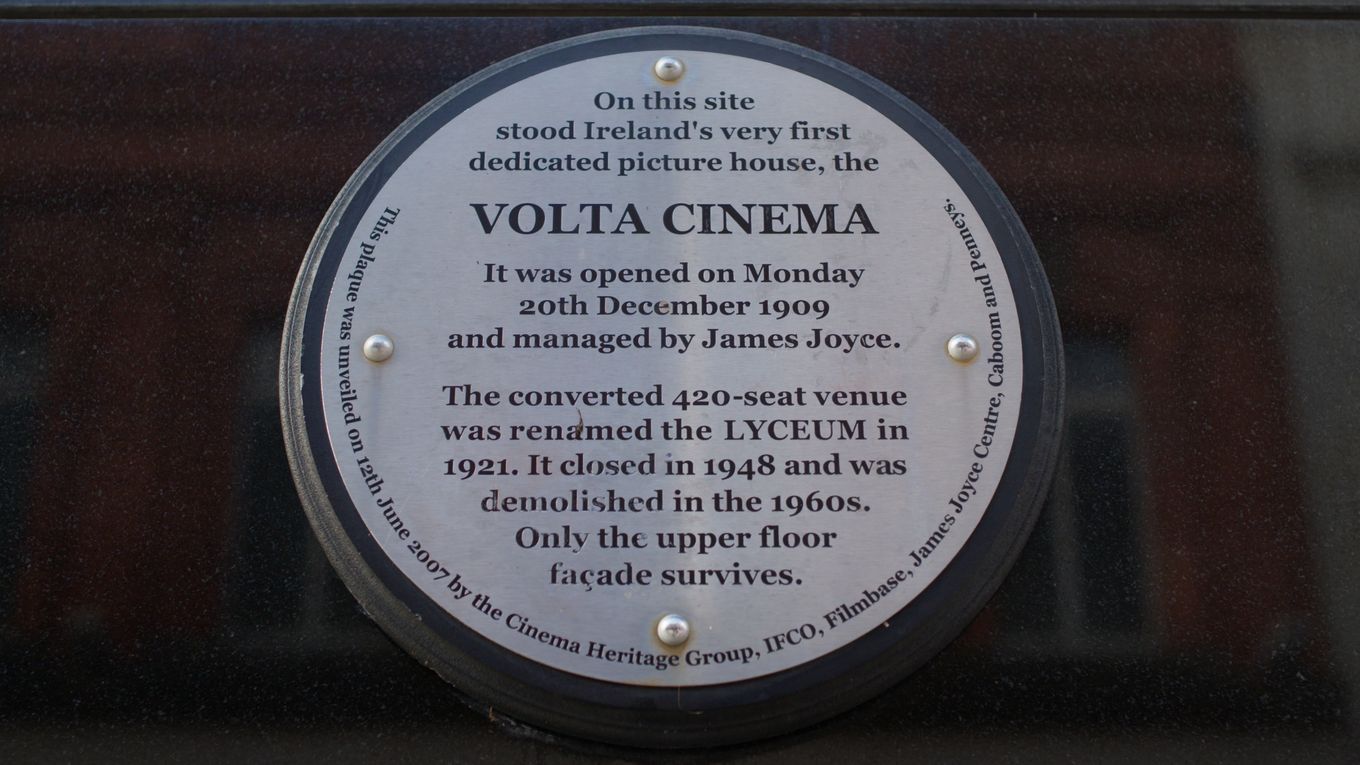 On this site
stood Ireland's very first
dedicated picture house, the
VOLTA CINEMA
It was opened on Monday
20th December 1909
and managed by James Joyce.
The converted 420-seat venue
was renamed the LYCEUM in
1921. It closed in 1948 and was
demolished in the 1960s.
Only the upper floor
façade survives.
This plaque was unveiled on 12th June 2007 by the Cinema Heritage Group, IFCO, Filmbase, James Joyce Centre, Caboom and Penneys.